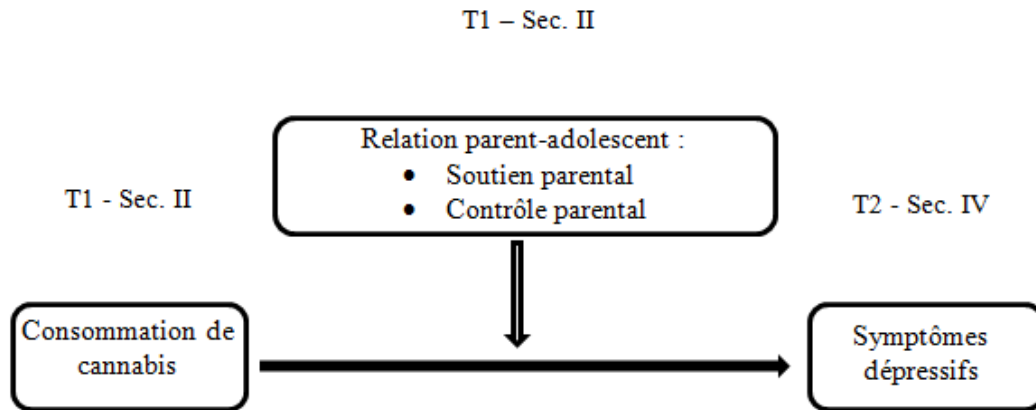 T1 – Sec. II
Relation parent-adolescent :
• Soutien parental
• Contrôle parental
T1 - Sec. II
T2 - Sec. IV
Consommation de
cannabis
Symptômes
dépressifs